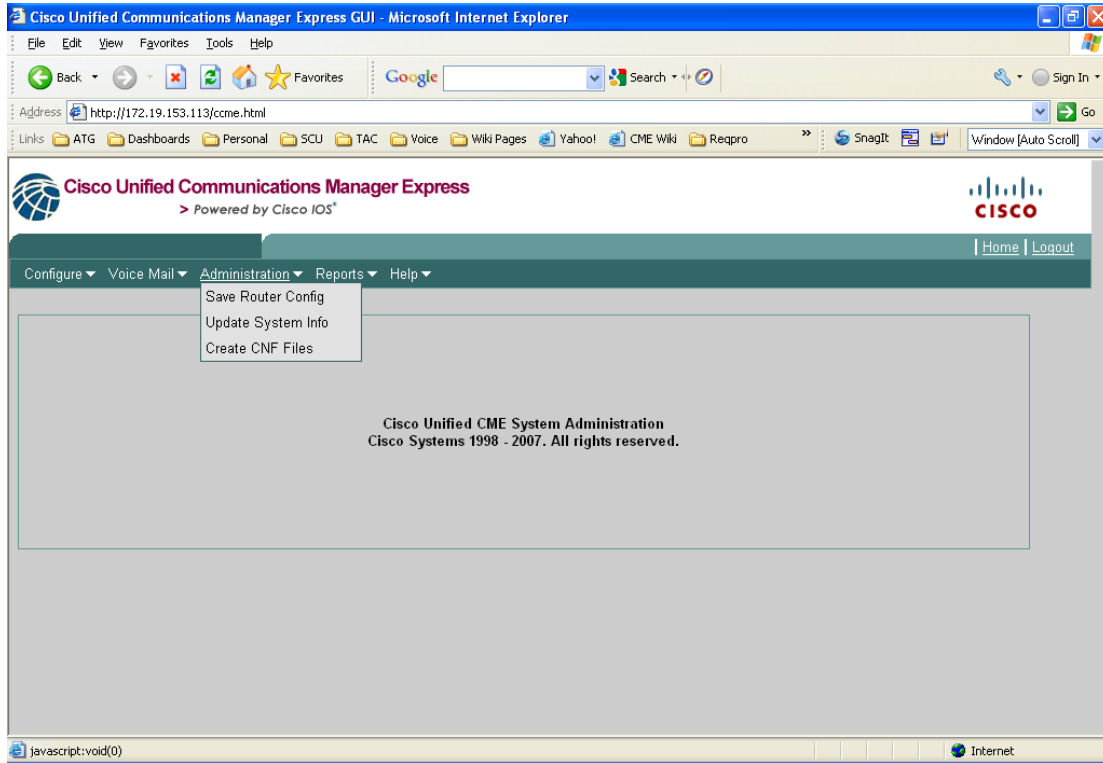 Cisco Unified Communications Manager Express GUI - Microsoft Internet Explorer
File Edit View Favorites Tools Help
Back Favorites Google Search Sign In
Address http://172.19.153.113/ccme.html Go
Links ATG Dashboards Personal SCU TAC Voice Wiki Pages Yahoo! CME Wiki Reqpro » SnagIt Window [Auto Scroll]
Cisco Unified Communications Manager Express
> Powered by Cisco IOS®
CISCO
Home | Logout
Configure Voice Mail Administration Reports Help
Save Router Config
Update System Info
Create CNF Files
Cisco Unified CME System Administration
Cisco Systems 1998 - 2007. All rights reserved.
javascript:void(0) Internet